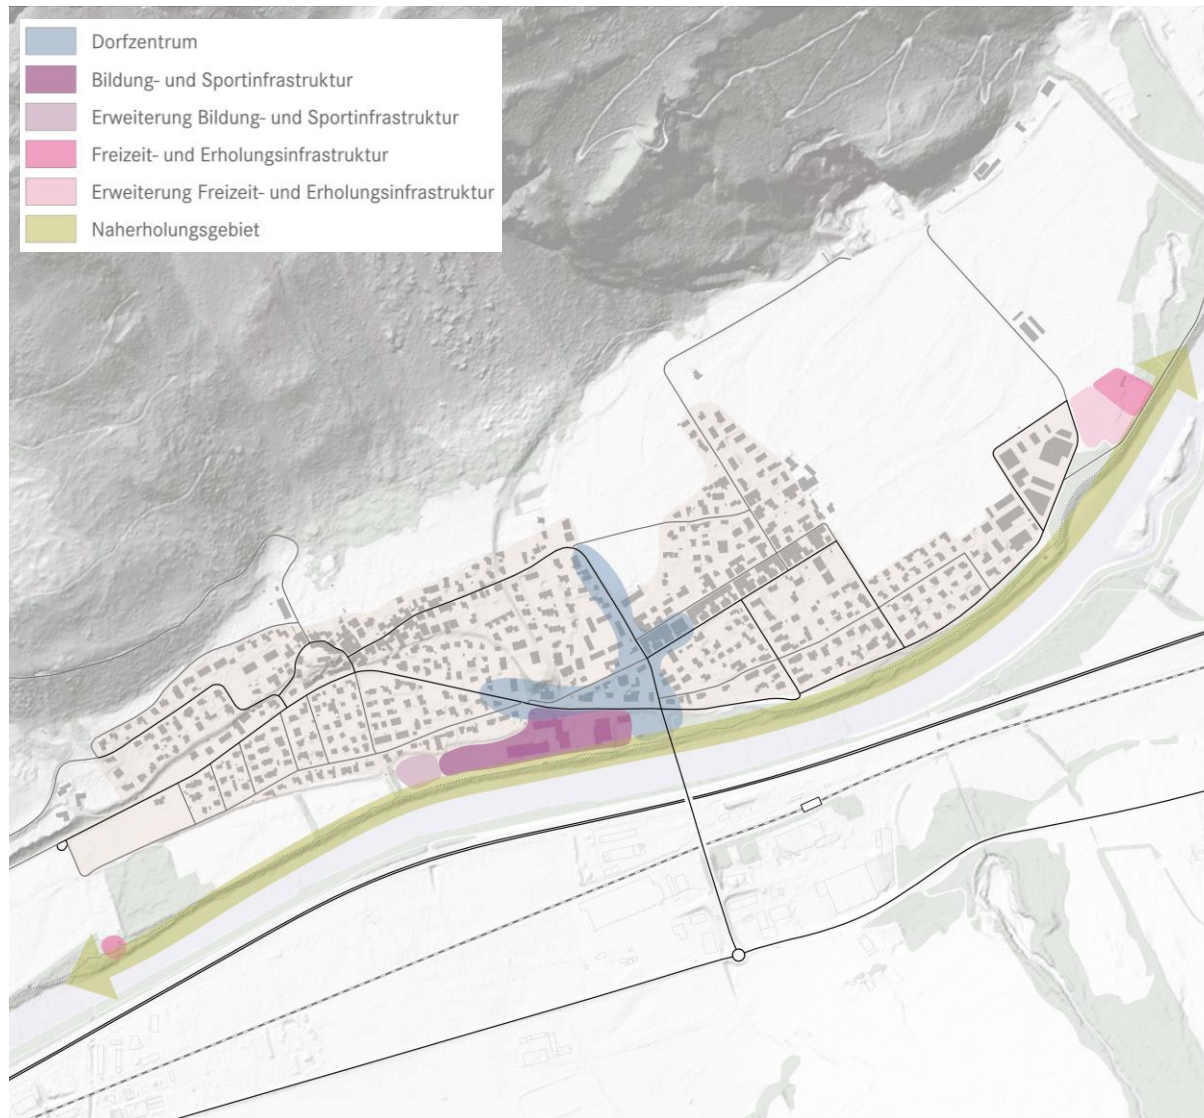 Dorfzentrum
Bildung- und Sportinfrastruktur
Erweiterung Bildung- und Sportinfrastruktur
Freizeit- und Erholungsinfrastruktur
Erweiterung Freizeit- und Erholungsinfrastruktur
Naherholungsgebiet